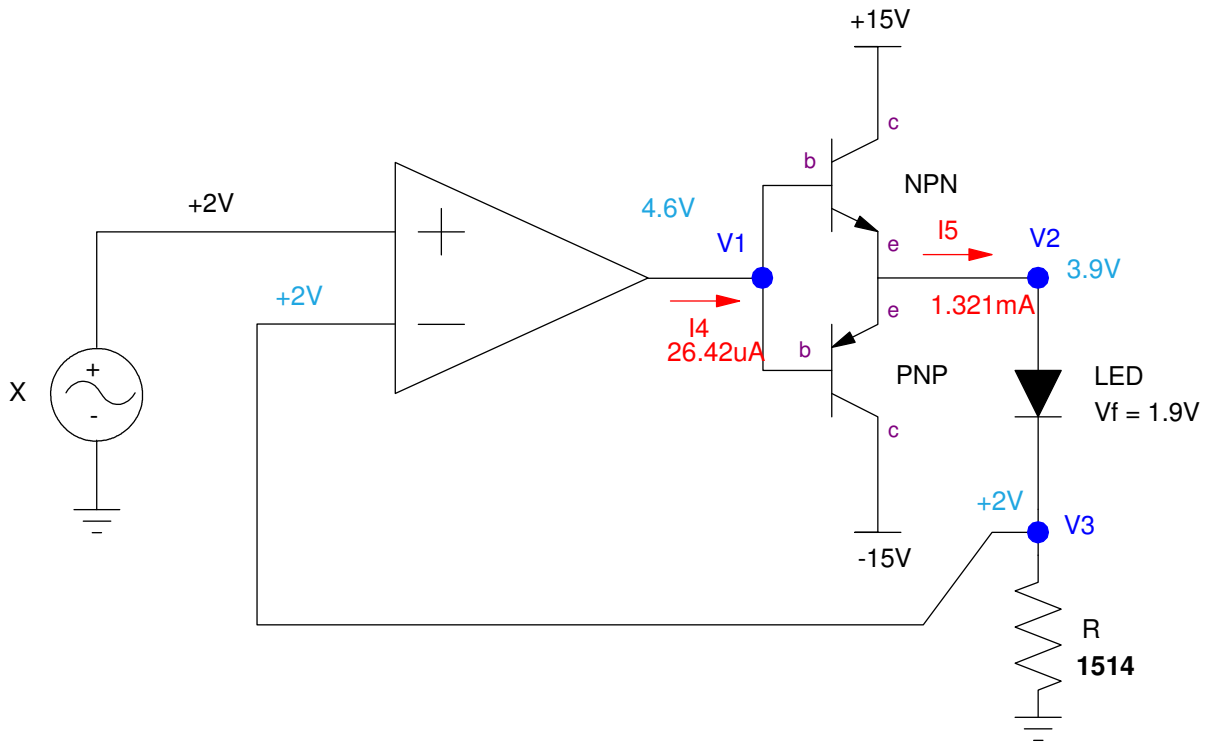 +15V
c
b
NPN
+2V
4.6V
V1
I5
V2
e
3.9V
+2V
e
1.321mA
I4
26.42uA
b
PNP
LED
Vf = 1.9V
X
+
-
c
+2V
V3
-15V
R
1514